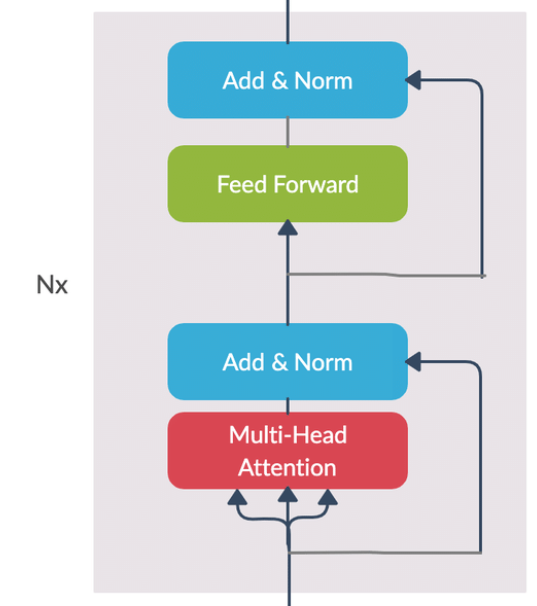 Add & Norm
Feed Forward
Nx
Add & Norm
Multi-Head
Attention